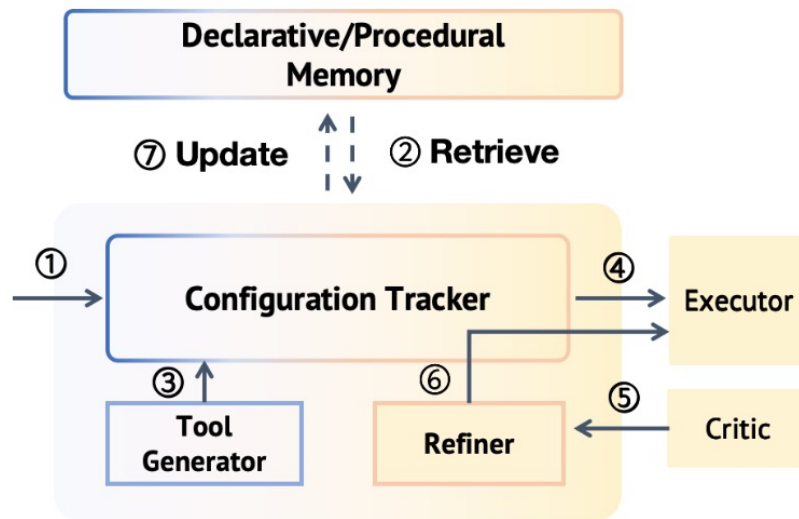 Declarative/Procedural
Memory
⑦ Update
② Retrieve
①
Configuration Tracker
④
Executor
③
⑥
⑤
Tool
Generator
Refiner
Critic